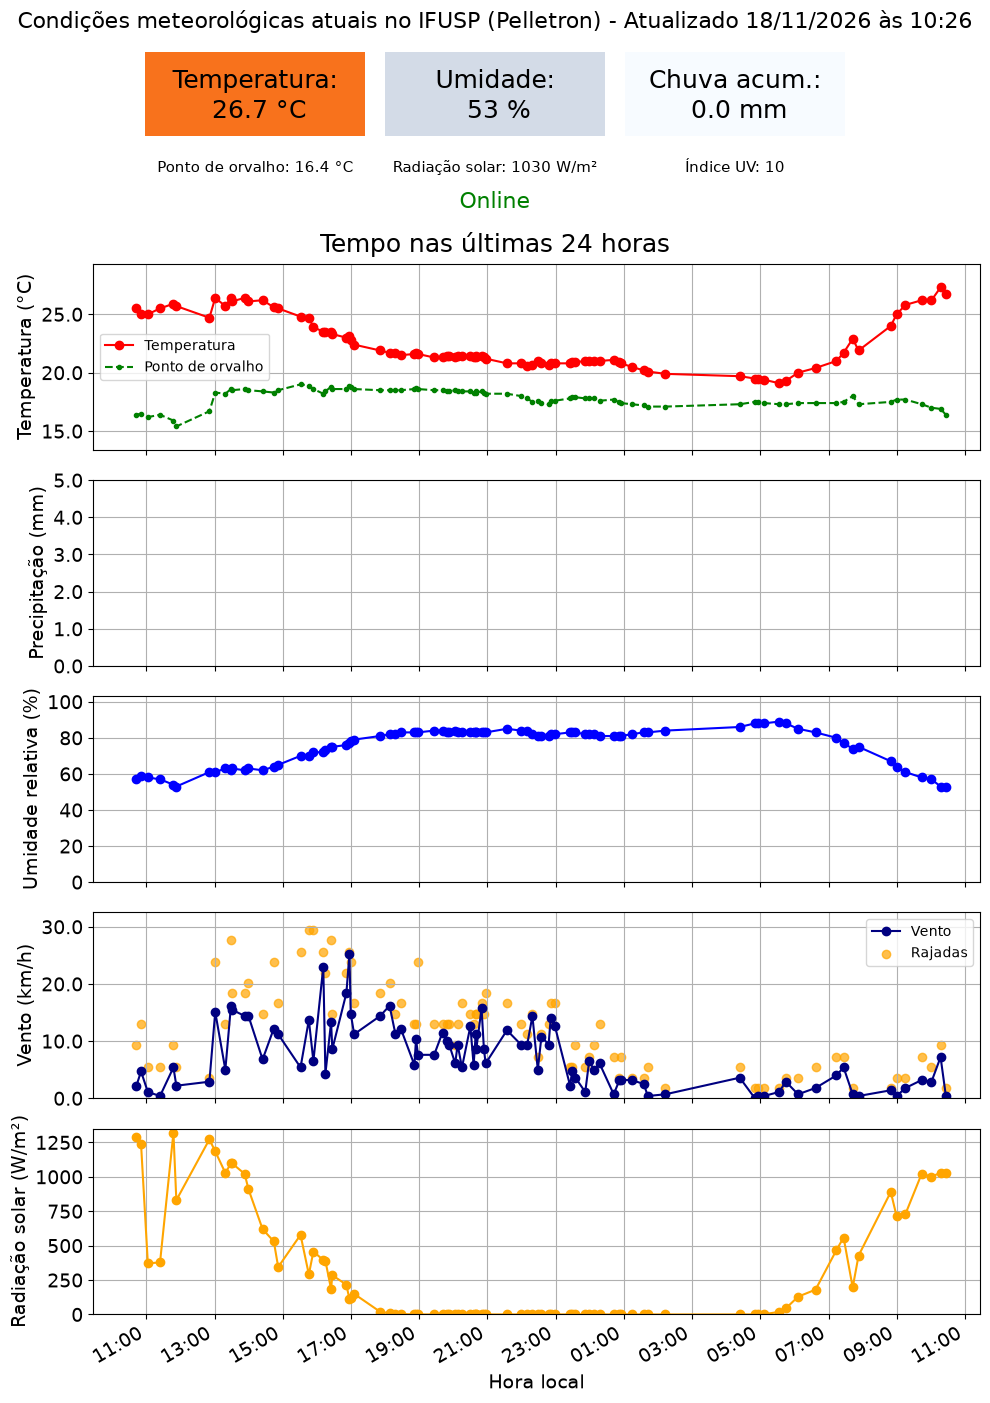 Condições meteorológicas atuais no IFUSP (Pelletron) - Atualizado 18/11/2026 às 10:26
Temperatura: 26.7 °C
Umidade: 53 %
Chuva acum.: 0.0 mm
Ponto de orvalho: 16.4 °C
Radiação solar: 1030 W/m²
Índice UV: 10
Online
Tempo nas últimas 24 horas
Temperatura (°C)
25.0
20.0
15.0
Temperatura
Ponto de orvalho
Precipitação (mm)
5.0
4.0
3.0
2.0
1.0
0.0
Umidade relativa (%)
100
80
60
40
20
0
Vento (km/h)
30.0
20.0
10.0
0.0
Vento
Rajadas
Radiação solar (W/m²)
1250
1000
750
500
250
0
11:00 13:00 15:00 17:00 19:00 21:00 23:00 01:00 03:00 05:00 07:00 09:00 11:00
Hora local